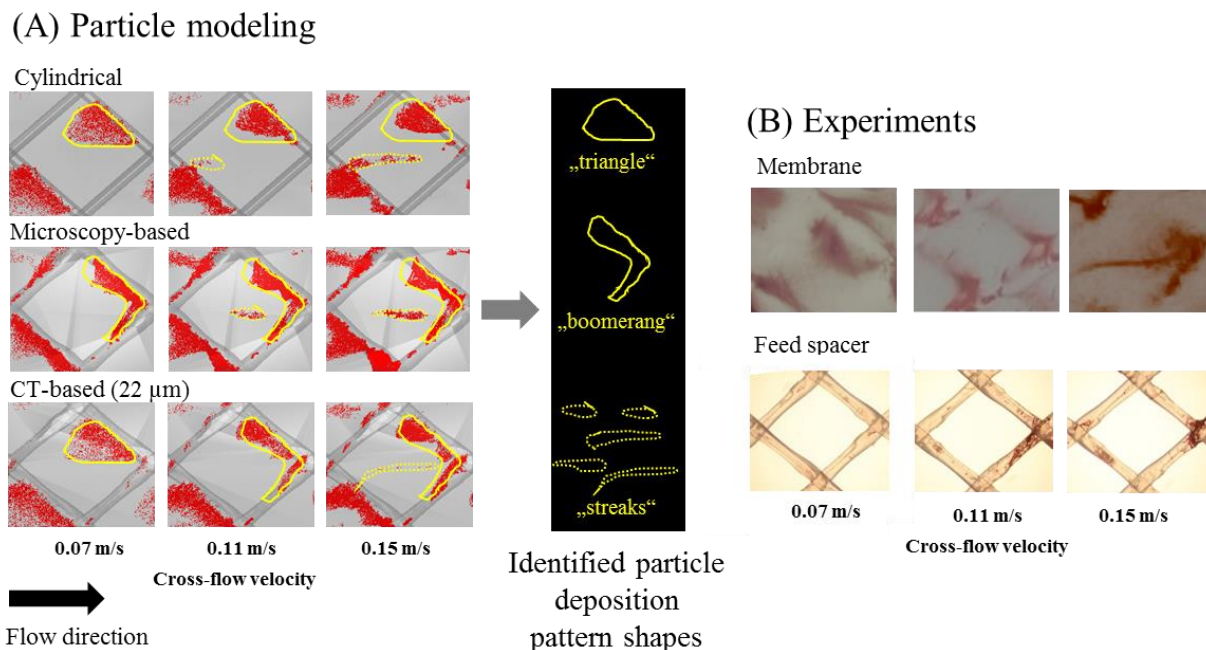 (A) Particle modeling
Cylindrical
Microscopy-based
CT-based (22 µm)
0.07 m/s 0.11 m/s 0.15 m/s
Cross-flow velocity
Flow direction
„triangle“
„boomerang“
„streaks“
Identified particle
deposition
pattern shapes
(B) Experiments
Membrane
Feed spacer
0.07 m/s 0.11 m/s 0.15 m/s
Cross-flow velocity